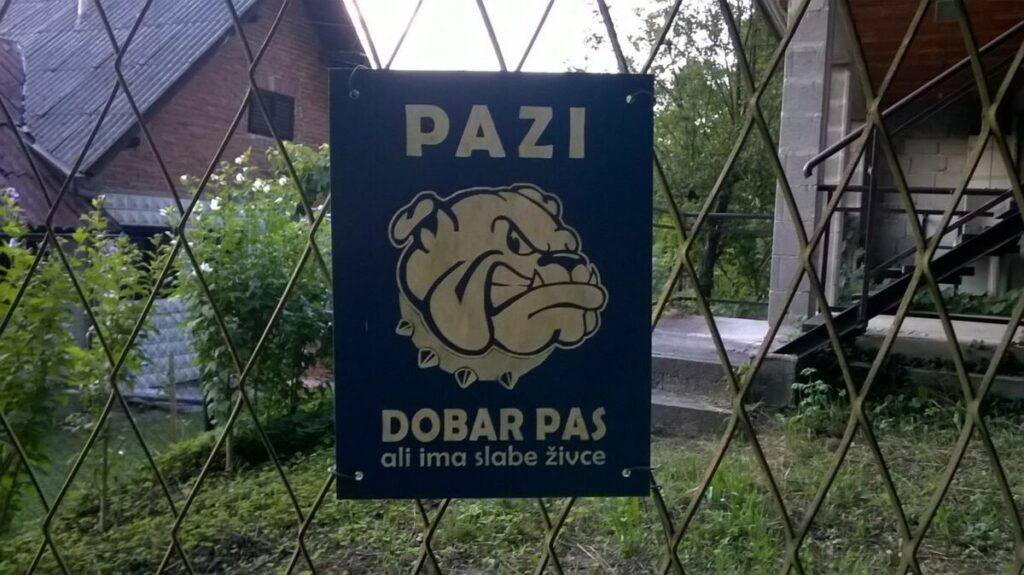 PAZI
DOBAR PAS
ali ima slabe živce